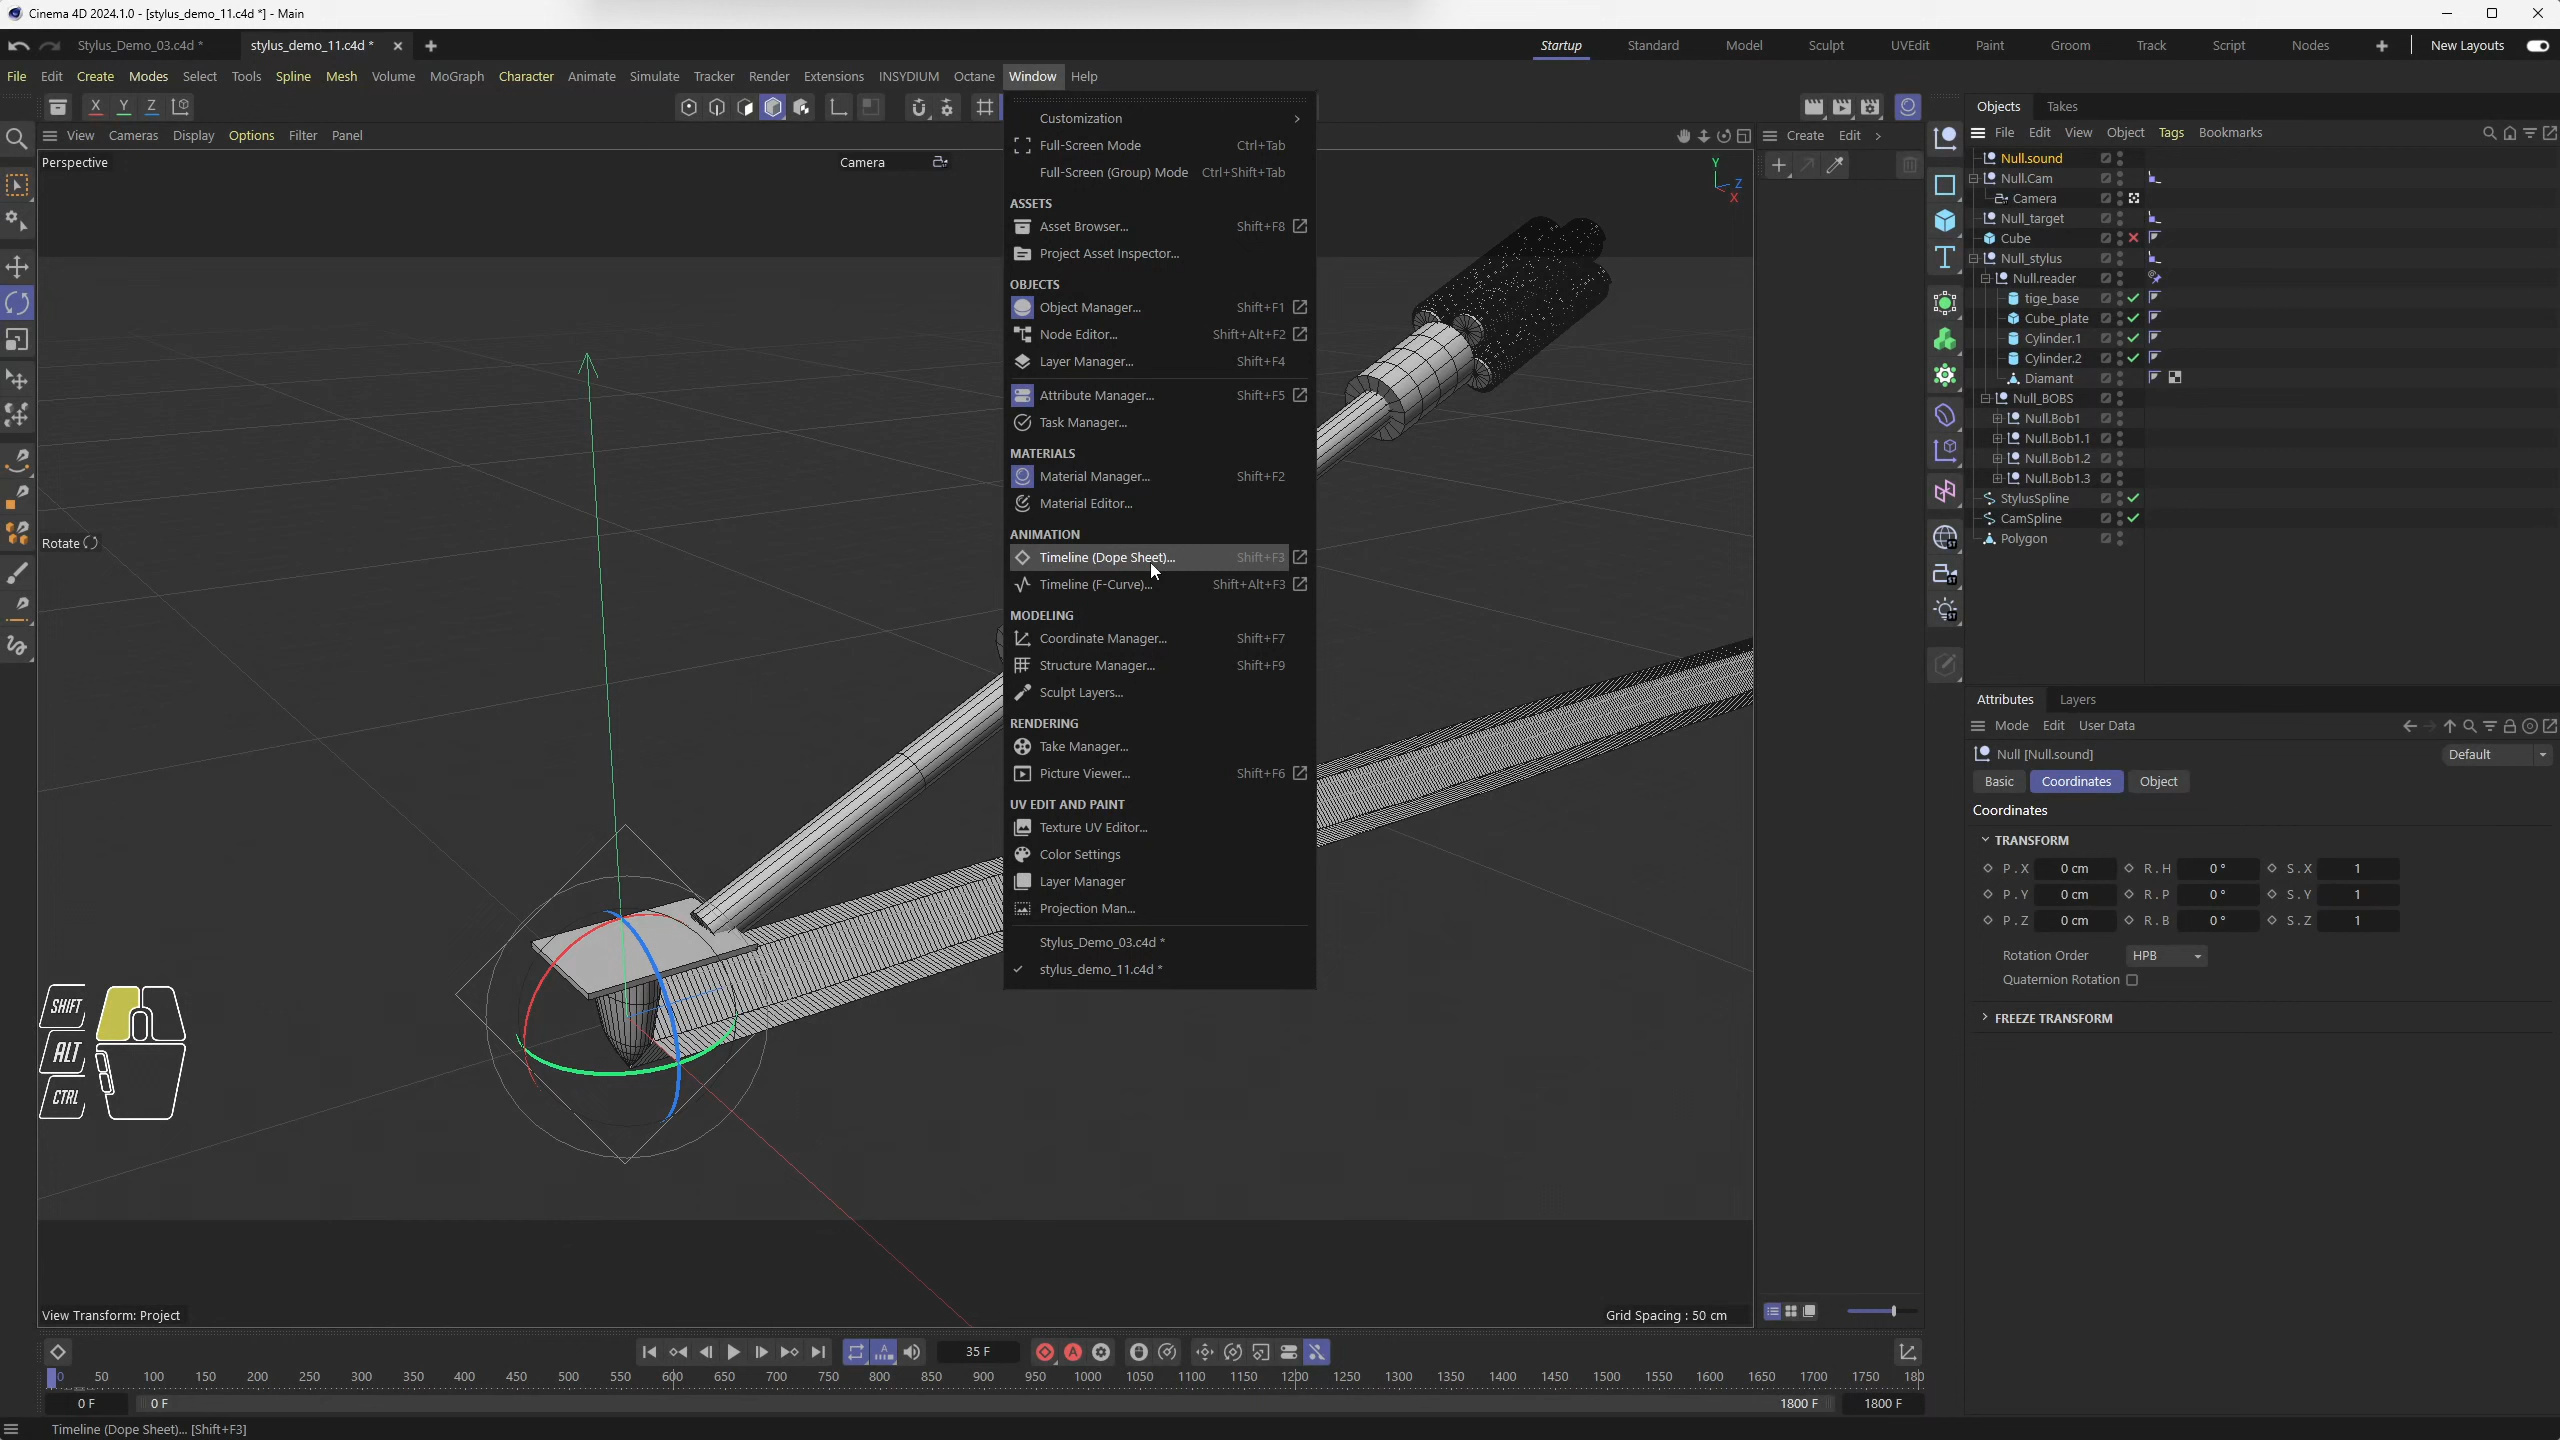 Cinema 4D 2024.1.0 - [stylus_demo_11.c4d *] - Main
Stylus_Demo_03.c4d *
stylus_demo_11.c4d *
Startup
Standard
Model
Sculpt
UVEdit
Paint
Groom
Track
Script
Nodes
New Layouts
File Edit Create Modes Select Tools Spline Mesh Volume MoGraph Character Animate Simulate Tracker Render Extensions INSYDIUM Octane Window Help
X Y Z
View Cameras Display Options Filter Panel
Perspective
Camera
Rotate
SHIFT
ALT
CTRL
View Transform: Project
Grid Spacing : 50 cm
Y
Z
X
Customization
Full-Screen Mode Ctrl+Tab
Full-Screen (Group) Mode Ctrl+Shift+Tab
ASSETS
Asset Browser... Shift+F8
Project Asset Inspector...
OBJECTS
Object Manager... Shift+F1
Node Editor... Shift+Alt+F2
Layer Manager... Shift+F4
Attribute Manager... Shift+F5
Task Manager...
MATERIALS
Material Manager... Shift+F2
Material Editor...
ANIMATION
Timeline (Dope Sheet)... Shift+F3
Timeline (F-Curve)... Shift+Alt+F3
MODELING
Coordinate Manager... Shift+F7
Structure Manager... Shift+F9
Sculpt Layers...
RENDERING
Take Manager...
Picture Viewer... Shift+F6
UV EDIT AND PAINT
Texture UV Editor...
Color Settings
Layer Manager
Projection Man...
Stylus_Demo_03.c4d *
stylus_demo_11.c4d *
Create Edit
Objects Takes
File Edit View Object Tags Bookmarks
Null.sound
Null.Cam
Camera
Null_target
Cube
Null_stylus
Null.reader
tige_base
Cube_plate
Cylinder.1
Cylinder.2
Diamant
Null_BOBS
Null.Bob1
Null.Bob1.1
Null.Bob1.2
Null.Bob1.3
StylusSpline
CamSpline
Polygon
Attributes Layers
Mode Edit User Data
Null [Null.sound]
Default
Basic Coordinates Object
Coordinates
TRANSFORM
P . X 0 cm R . H 0 ° S . X 1
P . Y 0 cm R . P 0 ° S . Y 1
P . Z 0 cm R . B 0 ° S . Z 1
Rotation Order HPB
Quaternion Rotation
FREEZE TRANSFORM
35 F
0 50 100 150 200 250 300 350 400 450 500 550 600 650 700 750 800 850 900 950 1000 1050 1100 1150 1200 1250 1300 1350 1400 1450 1500 1550 1600 1650 1700 1750 180
0 F
0 F
1800 F
1800 F
Timeline (Dope Sheet)... [Shift+F3]